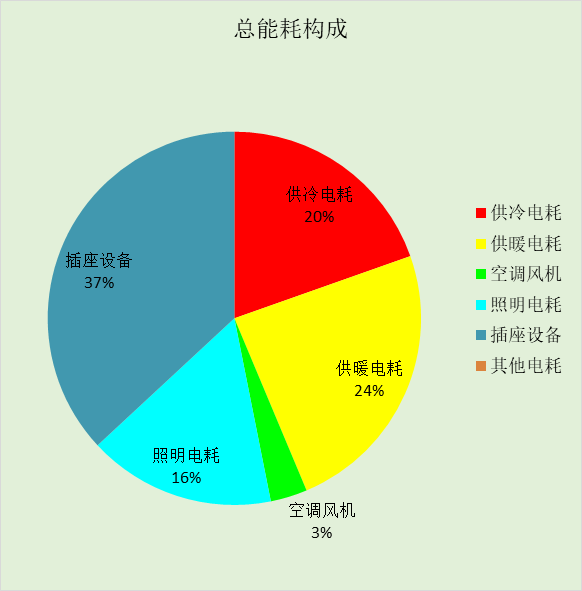 总能耗构成
供冷电耗
20%
供暖电耗
24%
空调风机
3%
照明电耗
16%
插座设备
37%
供冷电耗
供暖电耗
空调风机
照明电耗
插座设备
其他电耗